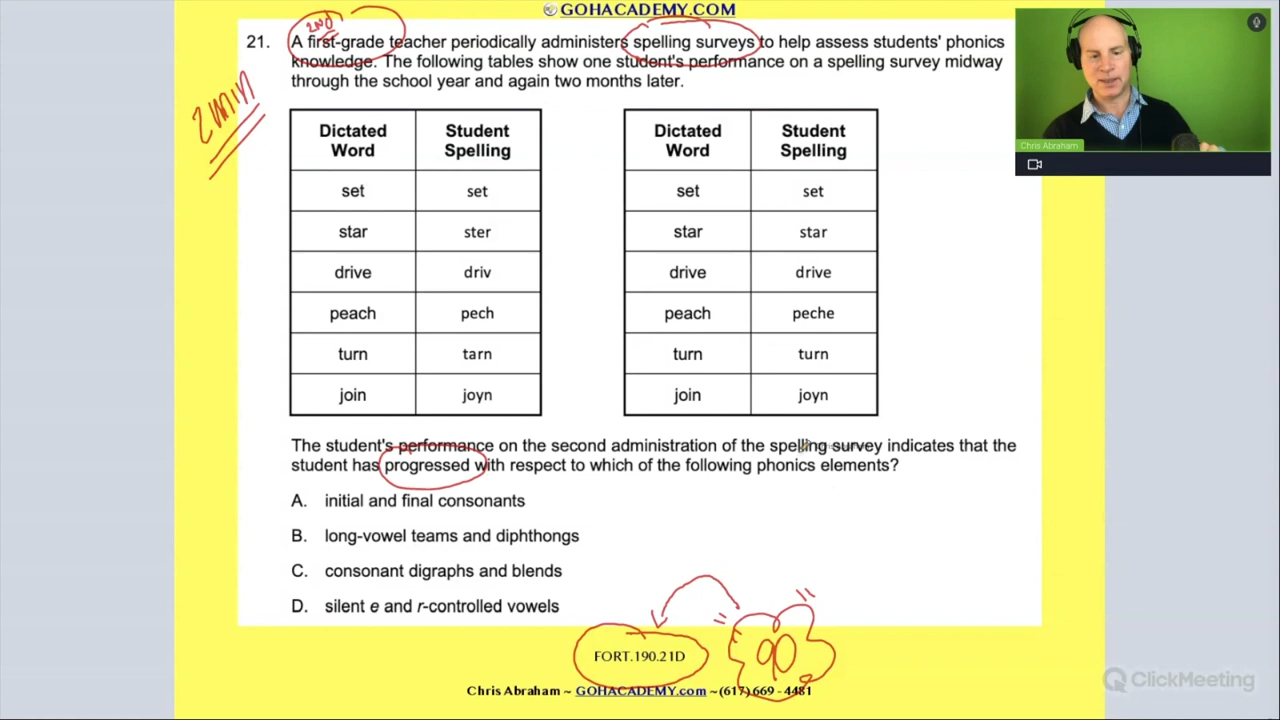 GOHACADEMY.COM
2ND
21. A first-grade teacher periodically administers spelling surveys to help assess students' phonics
knowledge. The following tables show one student's performance on a spelling survey midway
through the school year and again two months later.
2min
Dictated Word Student Spelling
set set
star ster
drive driv
peach pech
turn tarn
join joyn
Dictated Word Student Spelling
set set
star star
drive drive
peach peche
turn turn
join joyn
The student's performance on the second administration of the spelling survey indicates that the
student has progressed with respect to which of the following phonics elements?
A. initial and final consonants
B. long-vowel teams and diphthongs
C. consonant digraphs and blends
D. silent e and r-controlled vowels
FORT.190.21D
90
Chris Abraham ~ GOHACADEMY.com ~(617) 669 - 4481
Chris Abraham
ClickMeeting